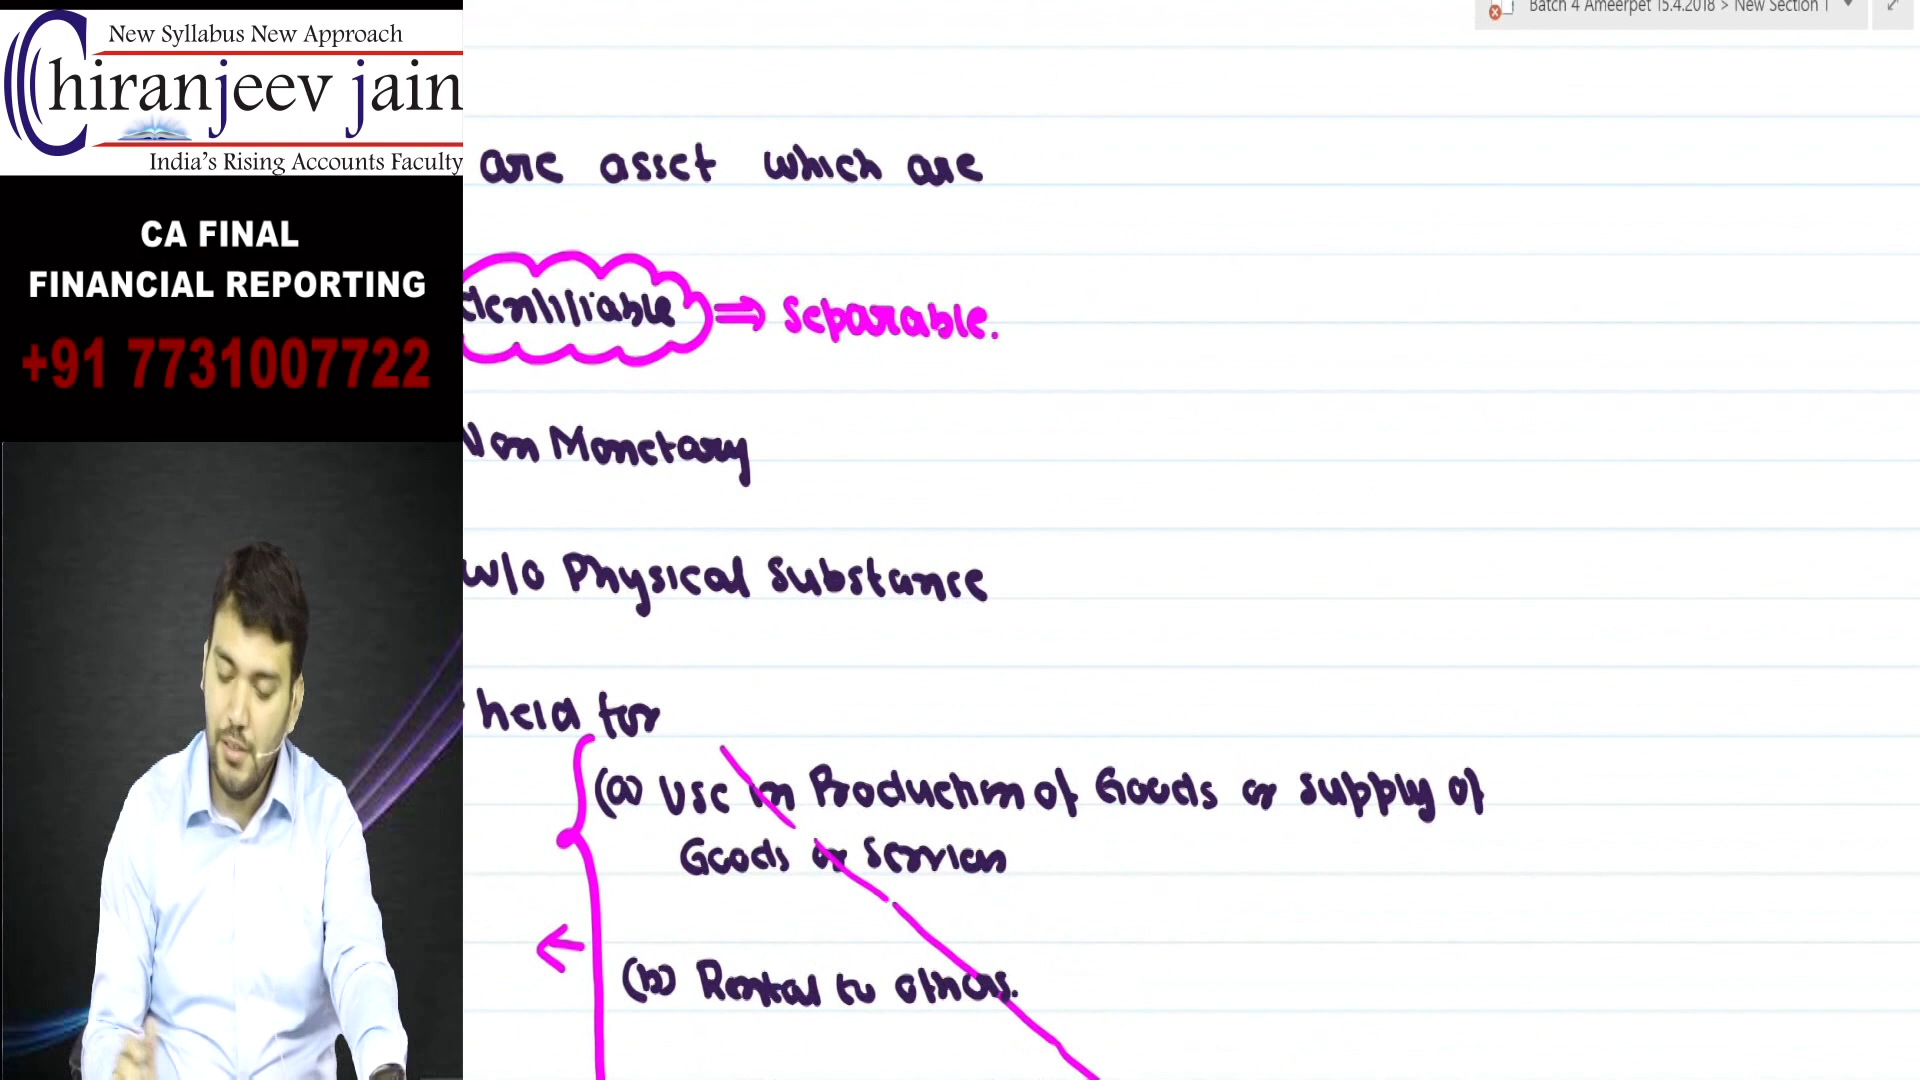 Batch 4 Ameerpet 15.4.2018 > New Section 1
New Syllabus New Approach
Chiranjeev jain
India's Rising Accounts Faculty
CA FINAL
FINANCIAL REPORTING
+91 7731007722
are asset which are
dentifiable ⇒ Separable.
Non Monetary
w/o Physical Substance
held for
(a) Use in Production of Goods or Supply of
Goods or Services
(b) Rental to others.